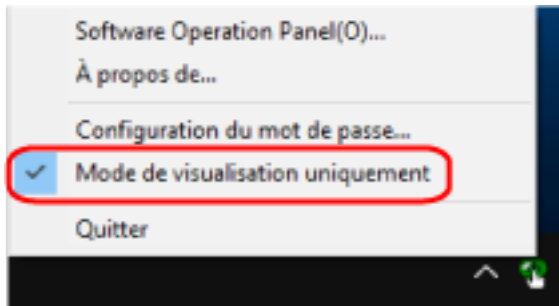 Software Operation Panel(O)...
À propos de...
Configuration du mot de passe...
Mode de visualisation uniquement
Quitter